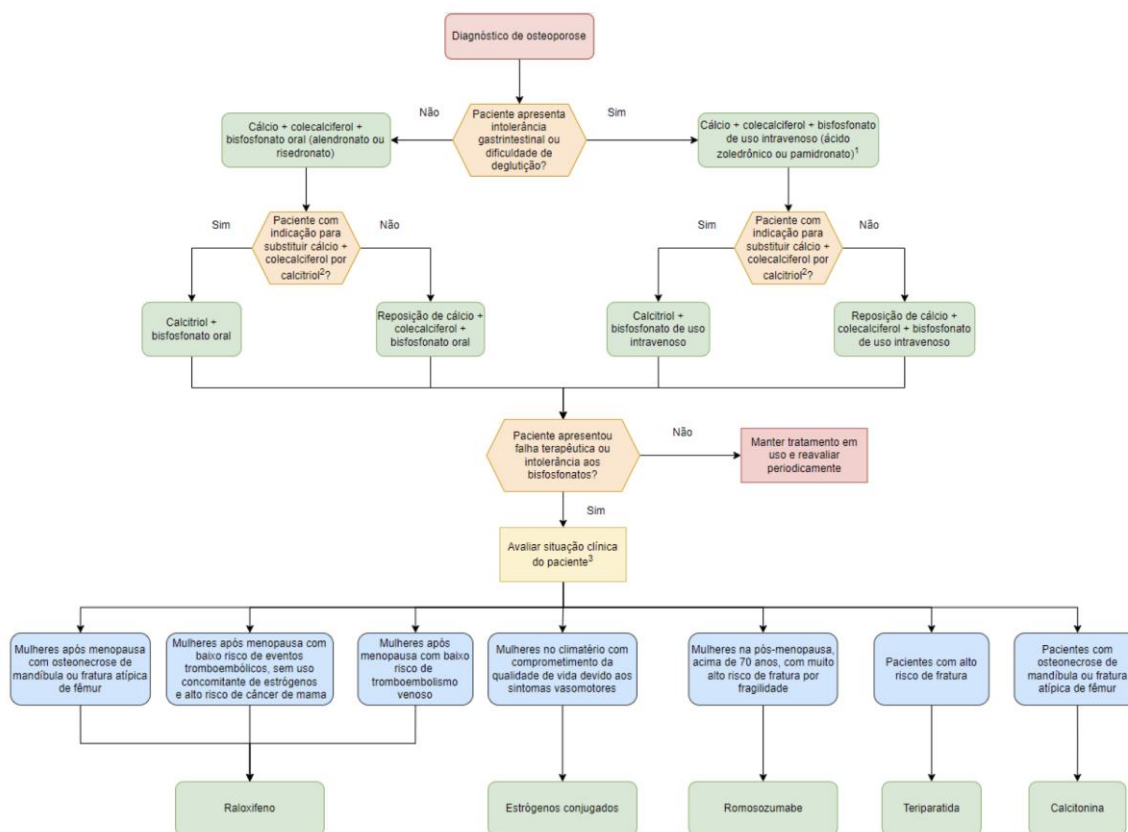 Diagnóstico de osteoporose
Não
Paciente apresenta
intolerância
gastrintestinal ou
dificuldade de
deglutição?
Sim
Cálcio + colecalciferol +
bisfosfonato oral (alendronato ou
risedronato)
Cálcio + colecalciferol + bisfosfonato
de uso intravenoso (ácido
zoledrônico ou pamidronato)¹
Sim
Paciente com
indicação para
substituir cálcio +
colecalciferol por
calcitriol²?
Não
Sim
Paciente com
indicação para
substituir cálcio +
colecalciferol por
calcitriol²?
Não
Calcitriol +
bisfosfonato oral
Reposição de cálcio +
colecalciferol +
bisfosfonato oral
Calcitriol +
bisfosfonato de uso
intravenoso
Reposição de cálcio +
colecalciferol + bisfosfonato
de uso intravenoso
Paciente apresentou
falha terapêutica ou
intolerância aos
bisfosfonatos?
Não
Manter tratamento em
uso e reavaliar
periodicamente
Sim
Avaliar situação clínica
do paciente³
Mulheres após menopausa
com osteonecrose de
mandíbula ou fratura atípica
de fêmur
Mulheres após menopausa com
baixo risco de eventos
tromboembólicos, sem uso
concomitante de estrógenos
e alto risco de câncer de mama
Mulheres após
menopausa com baixo
risco de
tromboembolismo
venoso
Mulheres no climatério com
comprometimento da
qualidade de vida devido aos
sintomas vasomotores
Mulheres na pós-menopausa,
acima de 70 anos, com muito
alto risco de fratura por
fragilidade
Pacientes com alto
risco de fratura
Pacientes com
osteonecrose de
mandíbula ou fratura
atípica de fêmur
Raloxifeno
Estrógenos conjugados
Romosozumabe
Teriparatida
Calcitonina